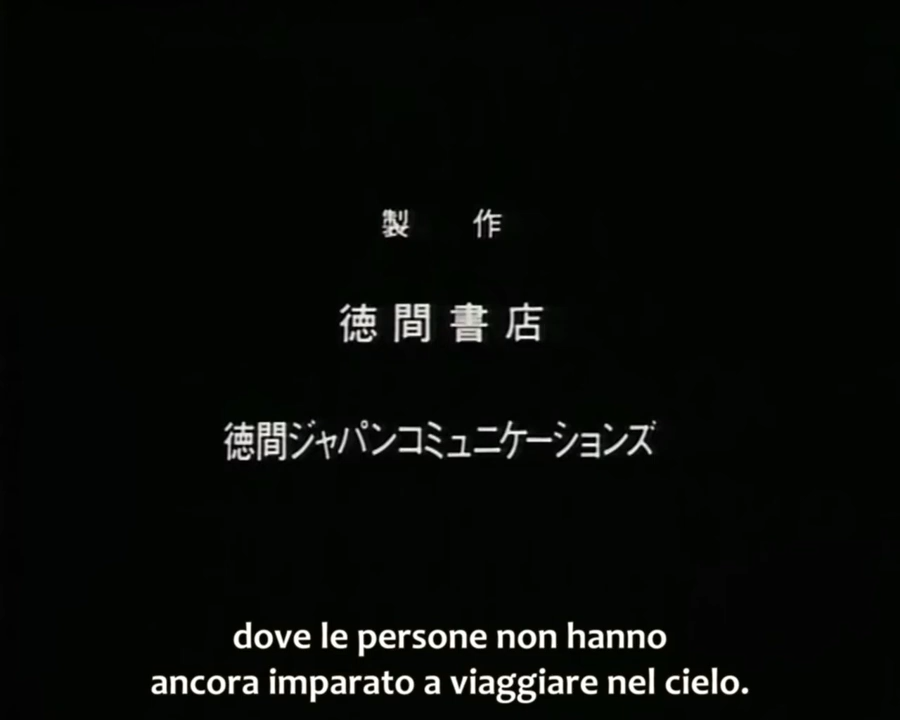 製 作
徳間書店
徳間ジャパンコミュニケーションズ
dove le persone non hanno
ancora imparato a viaggiare nel cielo.